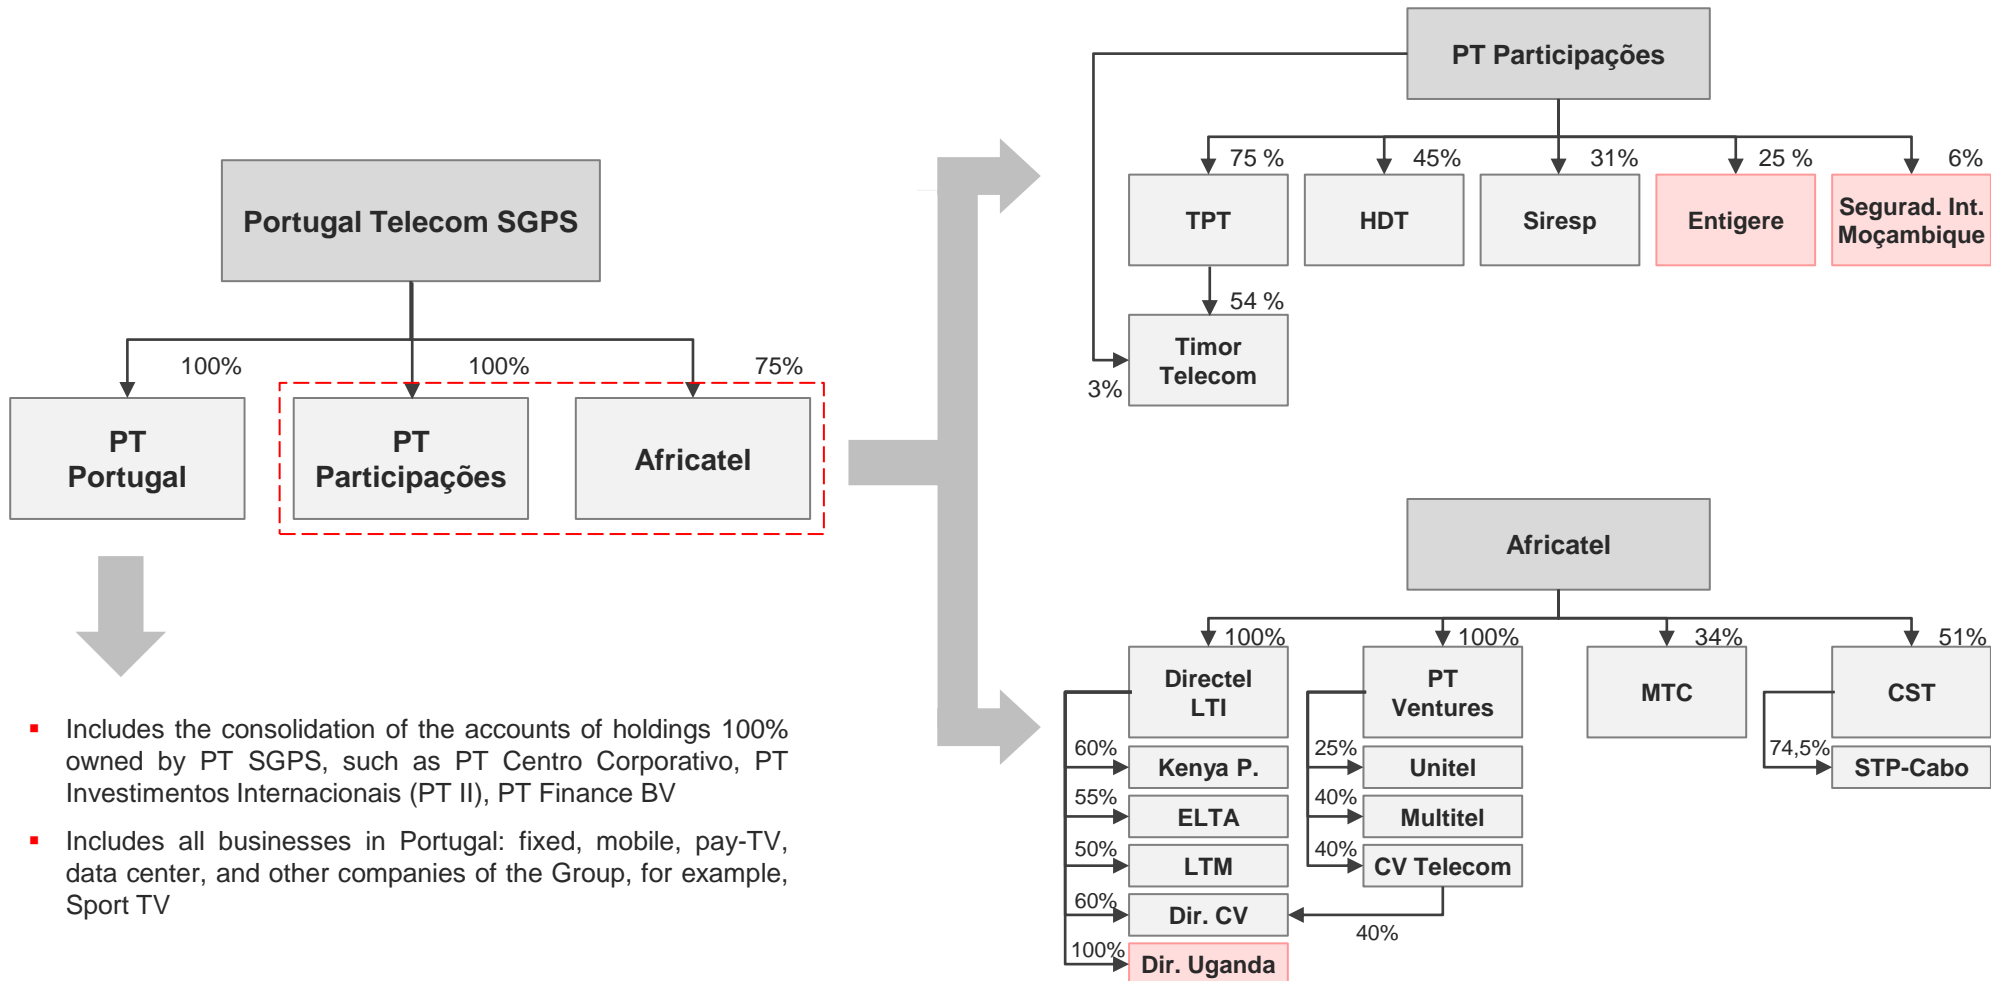 Portugal Telecom SGPS
100%
100%
75%
PT
Portugal
PT
Participações
Africatel
▪ Includes the consolidation of the accounts of holdings 100%
owned by PT SGPS, such as PT Centro Corporativo, PT
Investimentos Internacionais (PT II), PT Finance BV
▪ Includes all businesses in Portugal: fixed, mobile, pay-TV,
data center, and other companies of the Group, for example,
Sport TV
PT Participações
75 %
45%
31%
25 %
6%
TPT
HDT
Siresp
Entigere
Segurad. Int.
Moçambique
54 %
Timor
Telecom
3%
Africatel
100%
100%
34%
51%
Directel
LTI
PT
Ventures
MTC
CST
60%
Kenya P.
25%
Unitel
74,5%
STP-Cabo
55%
ELTA
40%
Multitel
50%
LTM
40%
CV Telecom
60%
Dir. CV
40%
100%
Dir. Uganda